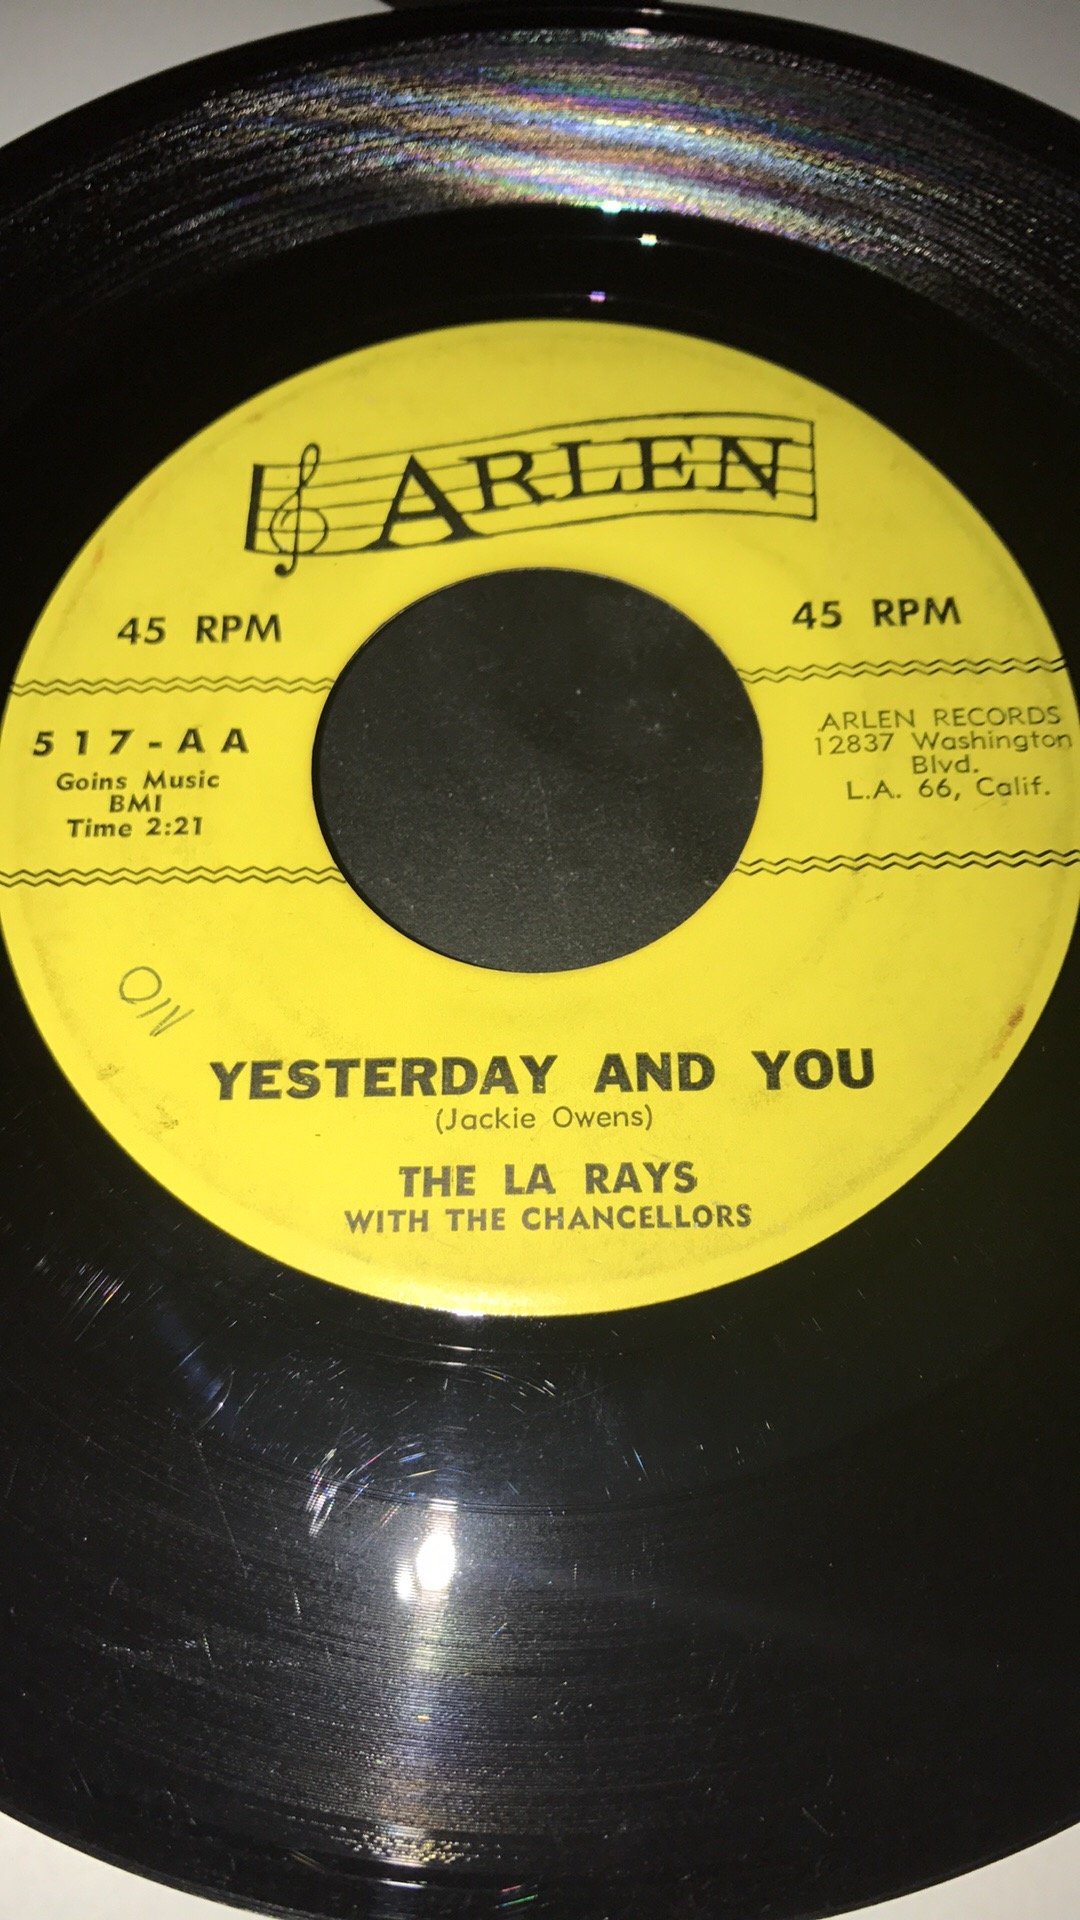 ARLEN
45 RPM
45 RPM
517-AA
Goins Music
BMI
Time 2:21
ARLEN RECORDS
12837 Washington
Blvd.
L.A. 66, Calif.
NO
YESTERDAY AND YOU
(Jackie Owens)
THE LA RAYS
WITH THE CHANCELLORS